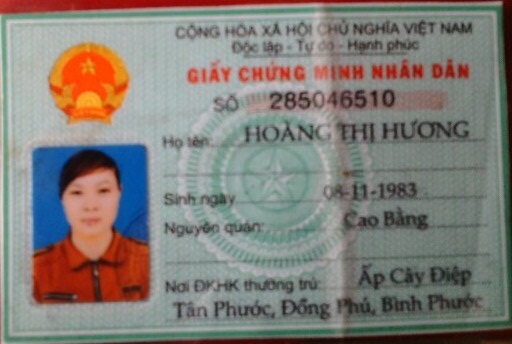 CỘNG HÒA XÃ HỘI CHỦ NGHĨA VIỆT NAM
Độc lập - Tự do - Hạnh phúc
GIẤY CHỨNG MINH NHÂN DÂN
SỐ 285046510
Họ tên: HOÀNG THỊ HƯƠNG
Sinh ngày 08-11-1983
Nguyên quán: Cao Bằng
Nơi ĐKHK thường trú: Ấp Cây Điệp
Tân Phước, Đồng Phú, Bình Phước